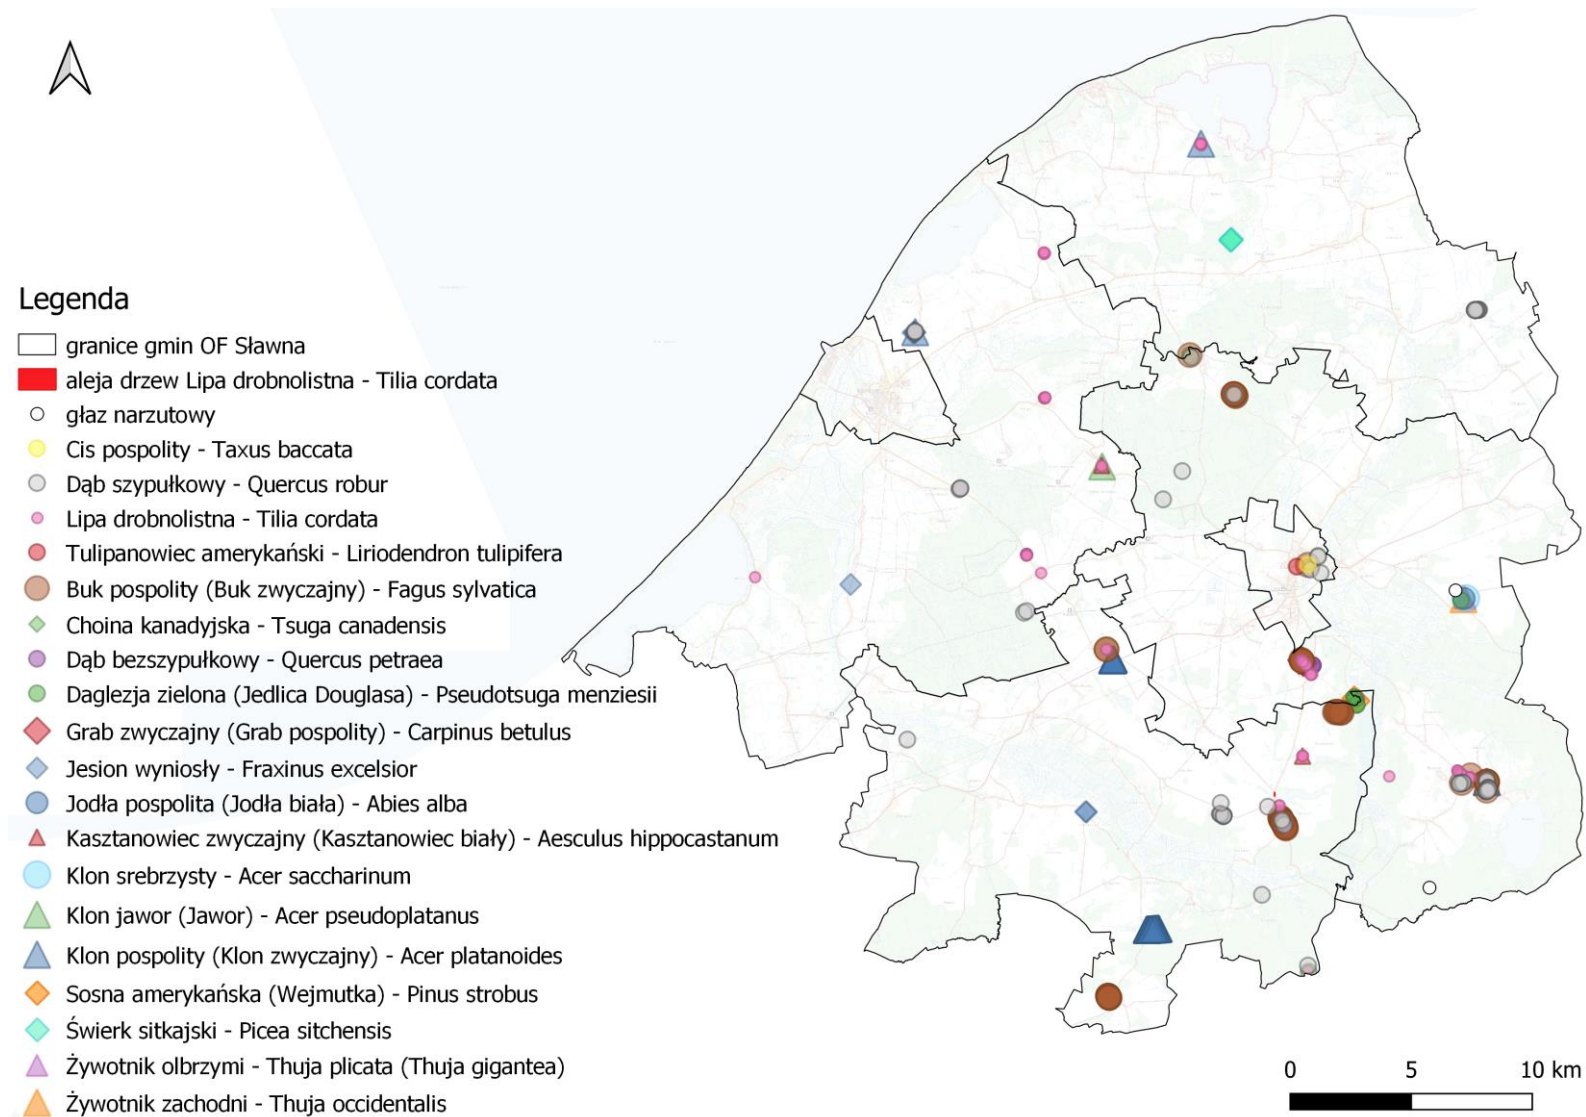 Legenda
granice gmin OF Sławna
aleja drzew Lipa drobnolistna - Tilia cordata
głaz narzutowy
Cis pospolity - Taxus baccata
Dąb szypułkowy - Quercus robur
Lipa drobnolistna - Tilia cordata
Tulipanowiec amerykański - Liriodendron tulipifera
Buk pospolity (Buk zwyczajny) - Fagus sylvatica
Choina kanadyjska - Tsuga canadensis
Dąb bezszypułkowy - Quercus petraea
Daglezja zielona (Jedlica Douglasa) - Pseudotsuga menziesii
Grab zwyczajny (Grab pospolity) - Carpinus betulus
Jesion wyniosły - Fraxinus excelsior
Jodła pospolita (Jodła biała) - Abies alba
Kasztanowiec zwyczajny (Kasztanowiec biały) - Aesculus hippocastanum
Klon srebrzysty - Acer saccharinum
Klon jawor (Jawor) - Acer pseudoplatanus
Klon pospolity (Klon zwyczajny) - Acer platanoides
Sosna amerykańska (Wejmutka) - Pinus strobus
Świerk sitkajski - Picea sitchensis
Żywotnik olbrzymi - Thuja plicata (Thuja gigantea)
Żywotnik zachodni - Thuja occidentalis
0 5 10 km